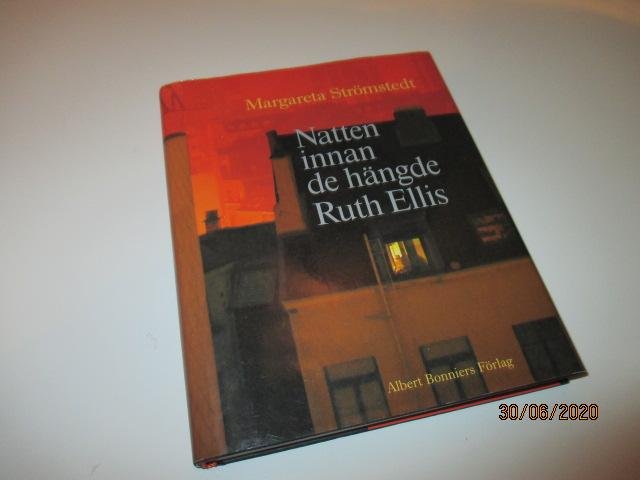 Margareta Strömstedt
Natten
innan
de hängde
Ruth Ellis
Albert Bonniers Förlag
30/06/2020